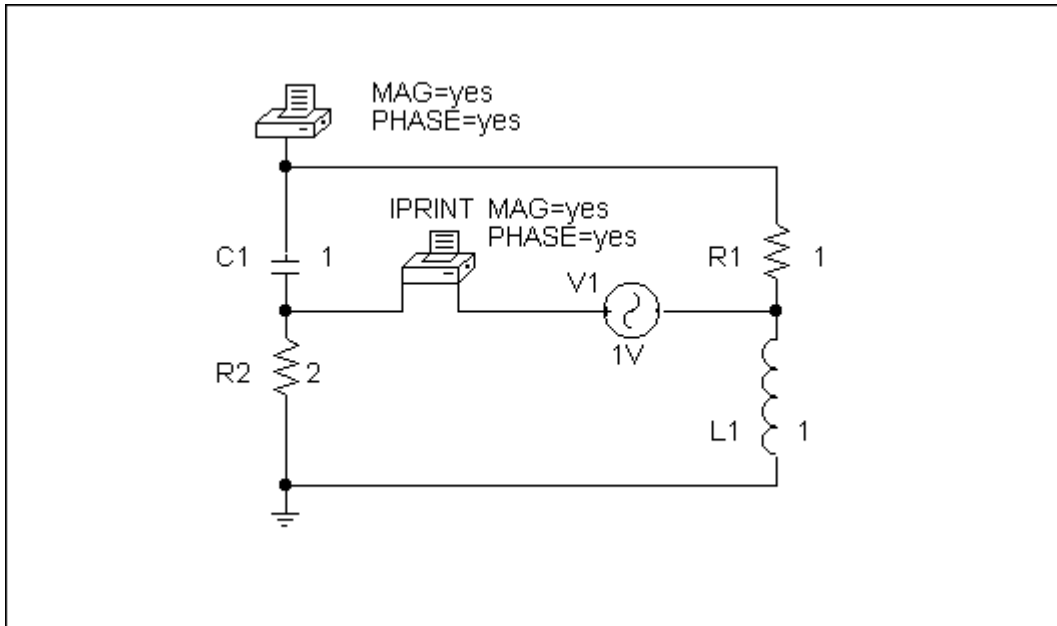 MAG=yes
PHASE=yes
IPRINT MAG=yes
PHASE=yes
C1 1
R1 1
V1
1V
R2 2
L1 1